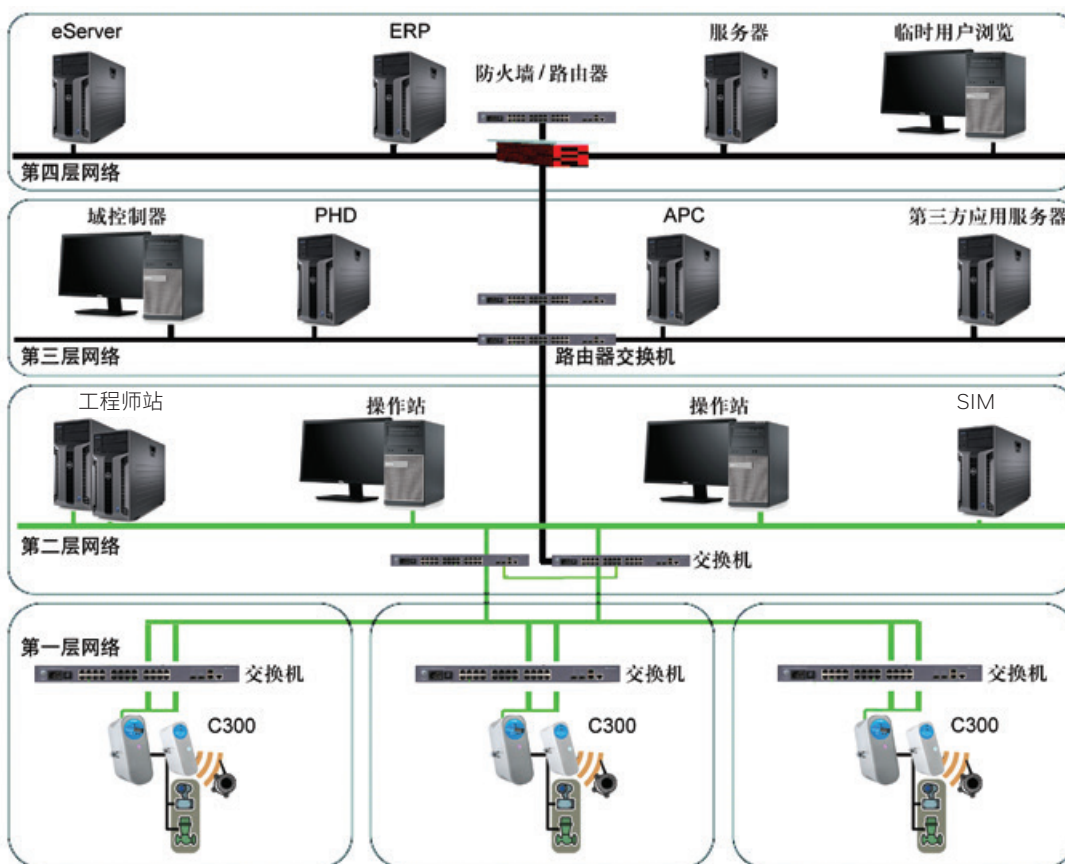 eServer
ERP
服务器
临时用户浏览
防火墙/路由器
第四层网络
域控制器
PHD
APC
第三方应用服务器
第三层网络
路由器交换机
工程师站
操作站
操作站
SIM
第二层网络
交换机
第一层网络
交换机
交换机
交换机
C300
C300
C300